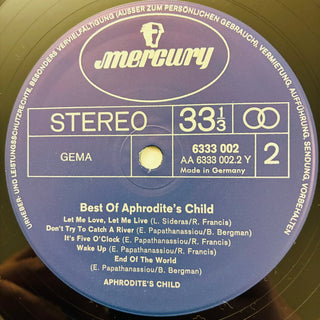 URHEBER- UND LEISTUNGSSCHUTZRECHTE, BESONDERS VERVIELFÄLTIGUNG (AUSSER ZUM PERSÖNLICHEN GEBRAUCH), VERMIETUNG, AUFFÜHRUNG, SENDUNG, VORBEHALTEN
mercury
STEREO
33 1/3
GEMA
6333 002
AA 6333 002.2 Y
Made in Germany
2
Best Of Aphrodite's Child
Let Me Love, Let Me Live (L. Sideras/R. Francis)
Don't Try To Catch A River (E. Papathanassiou/B. Bergman)
It's Five O'Clock (E. Papathanassiou/R. Francis)
Wake Up (E. Papathanassiou/R. Francis)
End Of The World
(E. Papathanassiou/B. Bergman)
APHRODITE'S CHILD